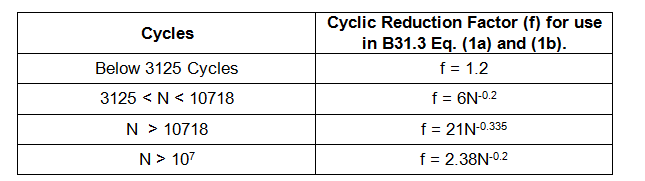 Cycles
Cyclic Reduction Factor (f) for use
in B31.3 Eq. (1a) and (1b).
Below 3125 Cycles
f = 1.2
3125 < N < 10718
f = 6N⁻⁰·²
N > 10718
f = 21N⁻⁰·³³⁵
N > 10⁷
f = 2.38N⁻⁰·²